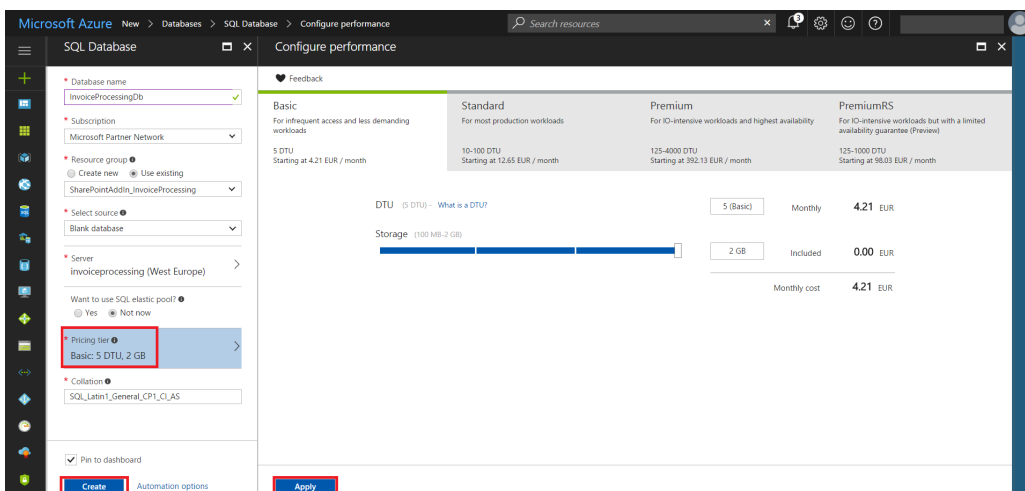 Microsoft Azure New > Databases > SQL Database > Configure performance
Search resources
SQL Database
Configure performance
* Database name
InvoiceProcessingDb
* Subscription
Microsoft Partner Network
* Resource group
Create new Use existing
SharePointAddIn_InvoiceProcessing
* Select source
Blank database
* Server
invoiceprocessing (West Europe)
Want to use SQL elastic pool?
Yes Not now
* Pricing tier
Basic: 5 DTU, 2 GB
* Collation
SQL_Latin1_General_CP1_CI_AS
Pin to dashboard
Create Automation options
Feedback
Basic
For infrequent access and less demanding
workloads
5 DTU
Starting at 4.21 EUR / month
Standard
For most production workloads
10-100 DTU
Starting at 12.65 EUR / month
Premium
For IO-intensive workloads and highest availability
125-4000 DTU
Starting at 392.13 EUR / month
PremiumRS
For IO-intensive workloads but with a limited
availability guarantee (Preview)
125-1000 DTU
Starting at 98.03 EUR / month
DTU (5 DTU) - What is a DTU? 5 (Basic) Monthly 4.21 EUR
Storage (100 MB-2 GB) 2 GB Included 0.00 EUR
Monthly cost 4.21 EUR
Apply